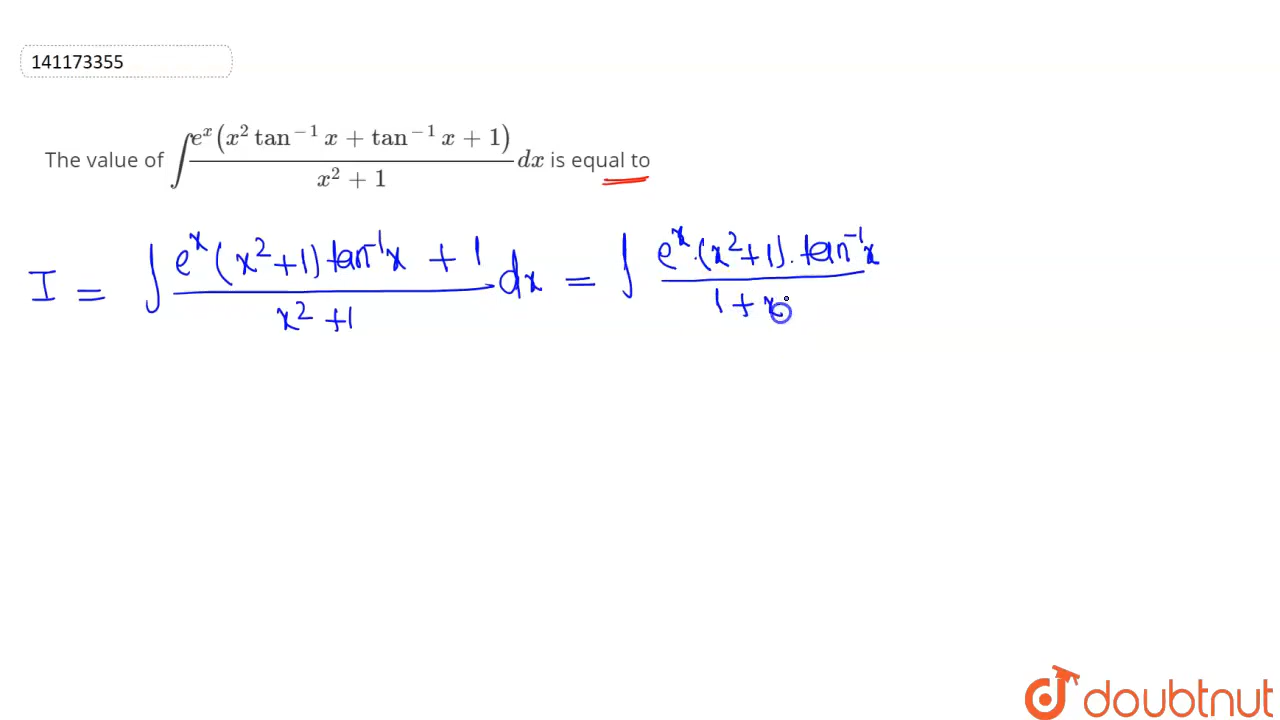 141173355
The value of ∫ e^x (x^2 tan^−1 x + tan^−1 x + 1) / (x^2 + 1) dx is equal to
I = ∫ e^x (x^2+1) tan^-1 x + 1 / (x^2 + 1) dx = ∫ e^x . (x^2+1) . tan^-1 x / 1 + x
doubtnut